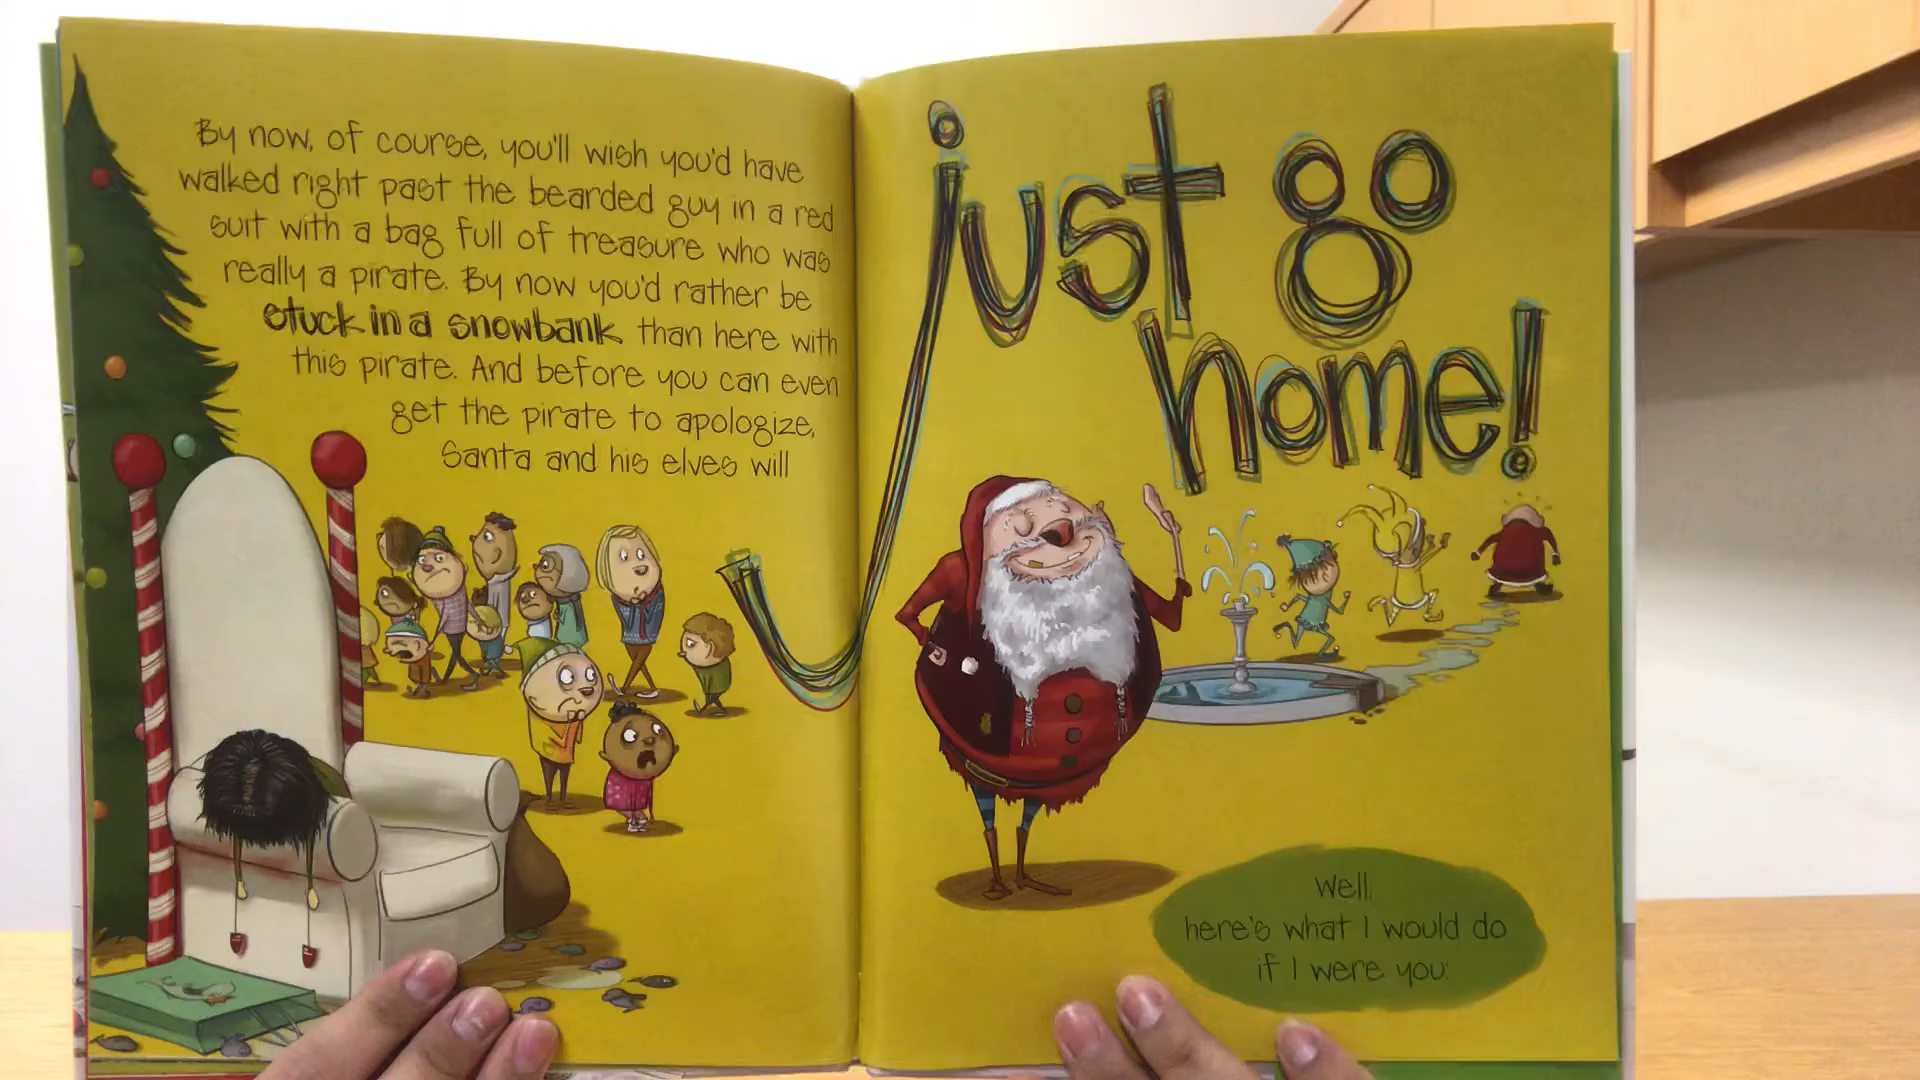 By now, of course, you'll wish you'd have
walked right past the bearded guy in a red
suit with a bag full of treasure who was
really a pirate. By now you'd rather be
stuck in a snowbank than here with
this pirate. And before you can even
get the pirate to apologize,
Santa and his elves will
just go
home!
Well,
here's what I would do
if I were you: